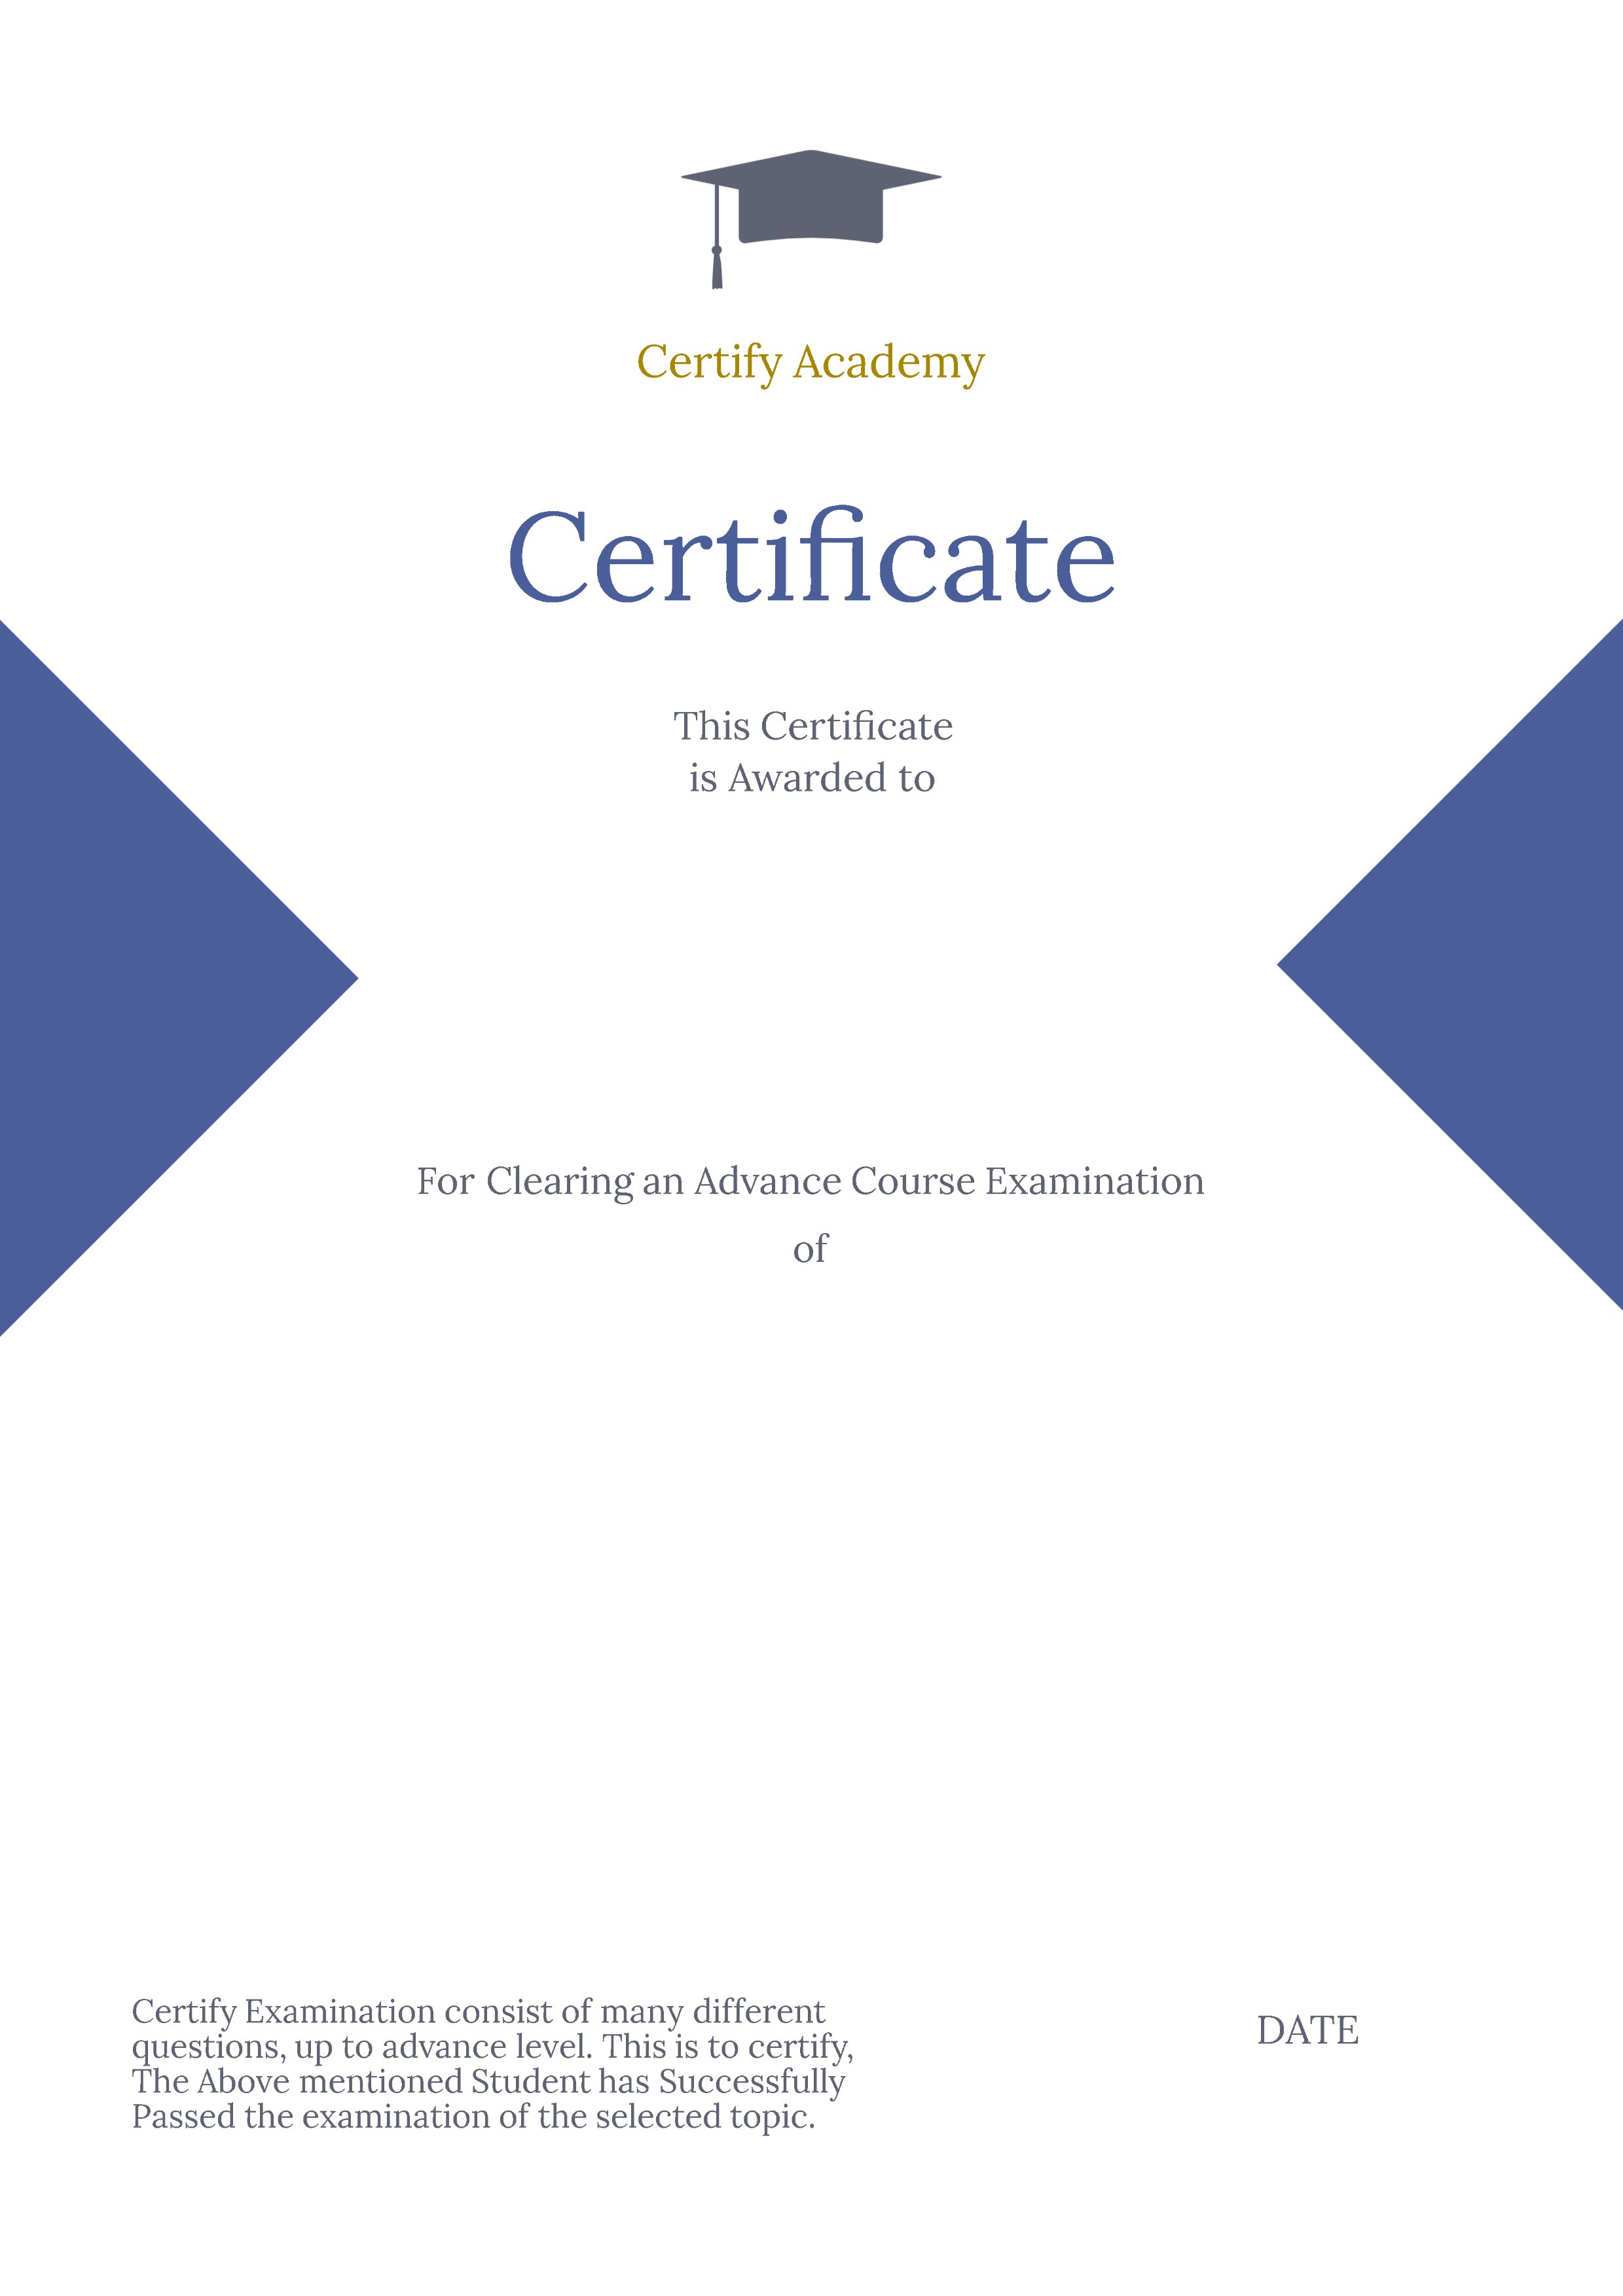 Certify Academy
Certificate
This Certificate
is Awarded to
For Clearing an Advance Course Examination
of
Certify Examination consist of many different
questions, up to advance level. This is to certify,
The Above mentioned Student has Successfully
Passed the examination of the selected topic.
DATE